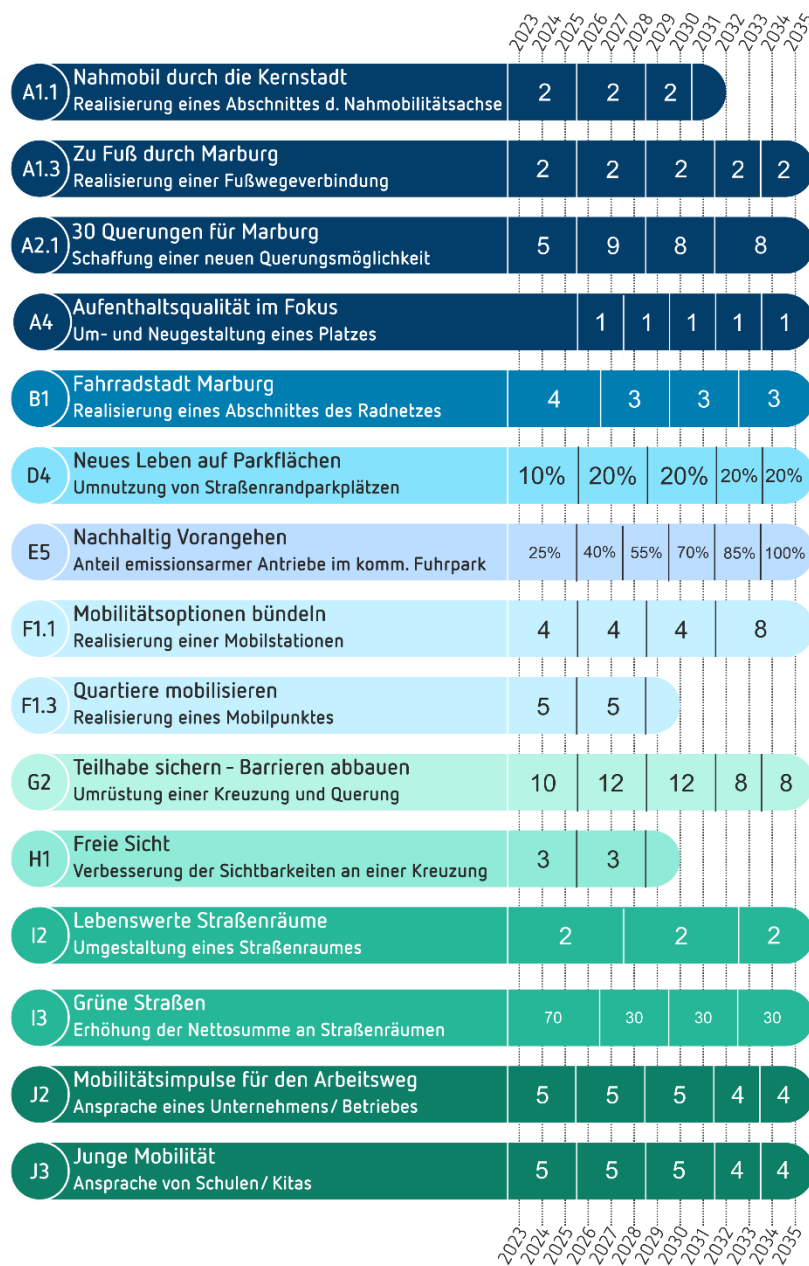 2023 2024 2025 2026 2027 2028 2029 2030 2031 2032 2033 2034 2035
A1.1 Nahmobil durch die Kernstadt
Realisierung eines Abschnittes d. Nahmobilitätsachse
2 2 2
A1.3 Zu Fuß durch Marburg
Realisierung einer Fußwegeverbindung
2 2 2 2 2
A2.1 30 Querungen für Marburg
Schaffung einer neuen Querungsmöglichkeit
5 9 8 8
A4 Aufenthaltsqualität im Fokus
Um- und Neugestaltung eines Platzes
1 1 1 1 1
B1 Fahrradstadt Marburg
Realisierung eines Abschnittes des Radnetzes
4 3 3 3
D4 Neues Leben auf Parkflächen
Umnutzung von Straßenrandparkplätzen
10% 20% 20% 20% 20%
E5 Nachhaltig Vorangehen
Anteil emissionsarmer Antriebe im komm. Fuhrpark
25% 40% 55% 70% 85% 100%
F1.1 Mobilitätsoptionen bündeln
Realisierung einer Mobilstationen
4 4 4 8
F1.3 Quartiere mobilisieren
Realisierung eines Mobilpunktes
5 5
G2 Teilhabe sichern – Barrieren abbauen
Umrüstung einer Kreuzung und Querung
10 12 12 8 8
H1 Freie Sicht
Verbesserung der Sichtbarkeiten an einer Kreuzung
3 3
I2 Lebenswerte Straßenräume
Umgestaltung eines Straßenraumes
2 2 2
I3 Grüne Straßen
Erhöhung der Nettosumme an Straßenräumen
70 30 30 30
J2 Mobilitätsimpulse für den Arbeitsweg
Ansprache eines Unternehmens/ Betriebes
5 5 5 4 4
J3 Junge Mobilität
Ansprache von Schulen/ Kitas
5 5 5 4 4
2023 2024 2025 2026 2027 2028 2029 2030 2031 2032 2033 2034 2035